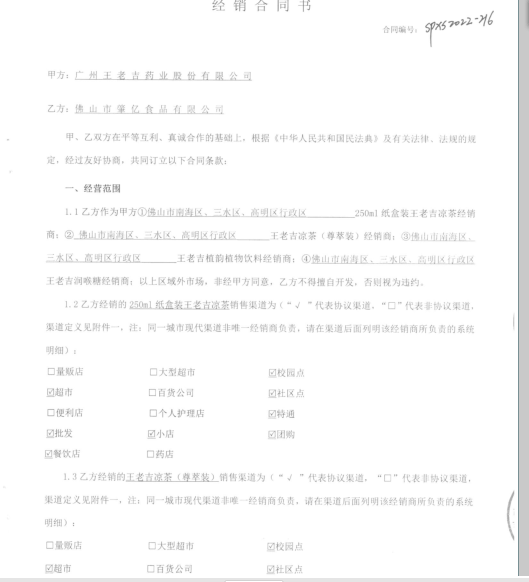 经销合同书
合同编号：SPXS2022-216
甲方：广州王老吉药业股份有限公司
乙方：佛山市肇亿食品有限公司
甲、乙双方在平等互利、真诚合作的基础上，根据《中华人民共和国民法典》及有关法律、法规的规
定，经过友好协商，共同订立以下合同条款：
一、经营范围
1.1 乙方作为甲方①佛山市南海区、三水区、高明区行政区________250ml 纸盒装王老吉凉茶经销
商；②_佛山市南海区、三水区、高明区行政区______王老吉凉茶（尊萃装）经销商；③佛山市南海区、
三水区、高明区行政区______王老吉植韵植物饮料经销商；④佛山市南海区、三水区、高明区行政区
王老吉润喉糖经销商；以上区域外市场，非经甲方同意，乙方不得擅自开发，否则视为违约。
1.2 乙方经销的 250ml 纸盒装王老吉凉茶销售渠道为（“√ ”代表协议渠道，“□”代表非协议渠道，
渠道定义见附件一，注：同一城市现代渠道非唯一经销商负责，请在渠道后面列明该经销商所负责的系统
明细）：
□量贩店 □大型超市 ☑校园点
☑超市 □百货公司 ☑社区点
□便利店 □个人护理店 ☑特通
☑批发 ☑小店 ☑团购
☑餐饮店 □药店
1.3 乙方经销的王老吉凉茶（尊萃装）销售渠道为（“√ ”代表协议渠道，“□”代表非协议渠道，
渠道定义见附件一，注：同一城市现代渠道非唯一经销商负责，请在渠道后面列明该经销商所负责的系统
明细）：
□量贩店 □大型超市 ☑校园点
☑超市 □百货公司 ☑社区点